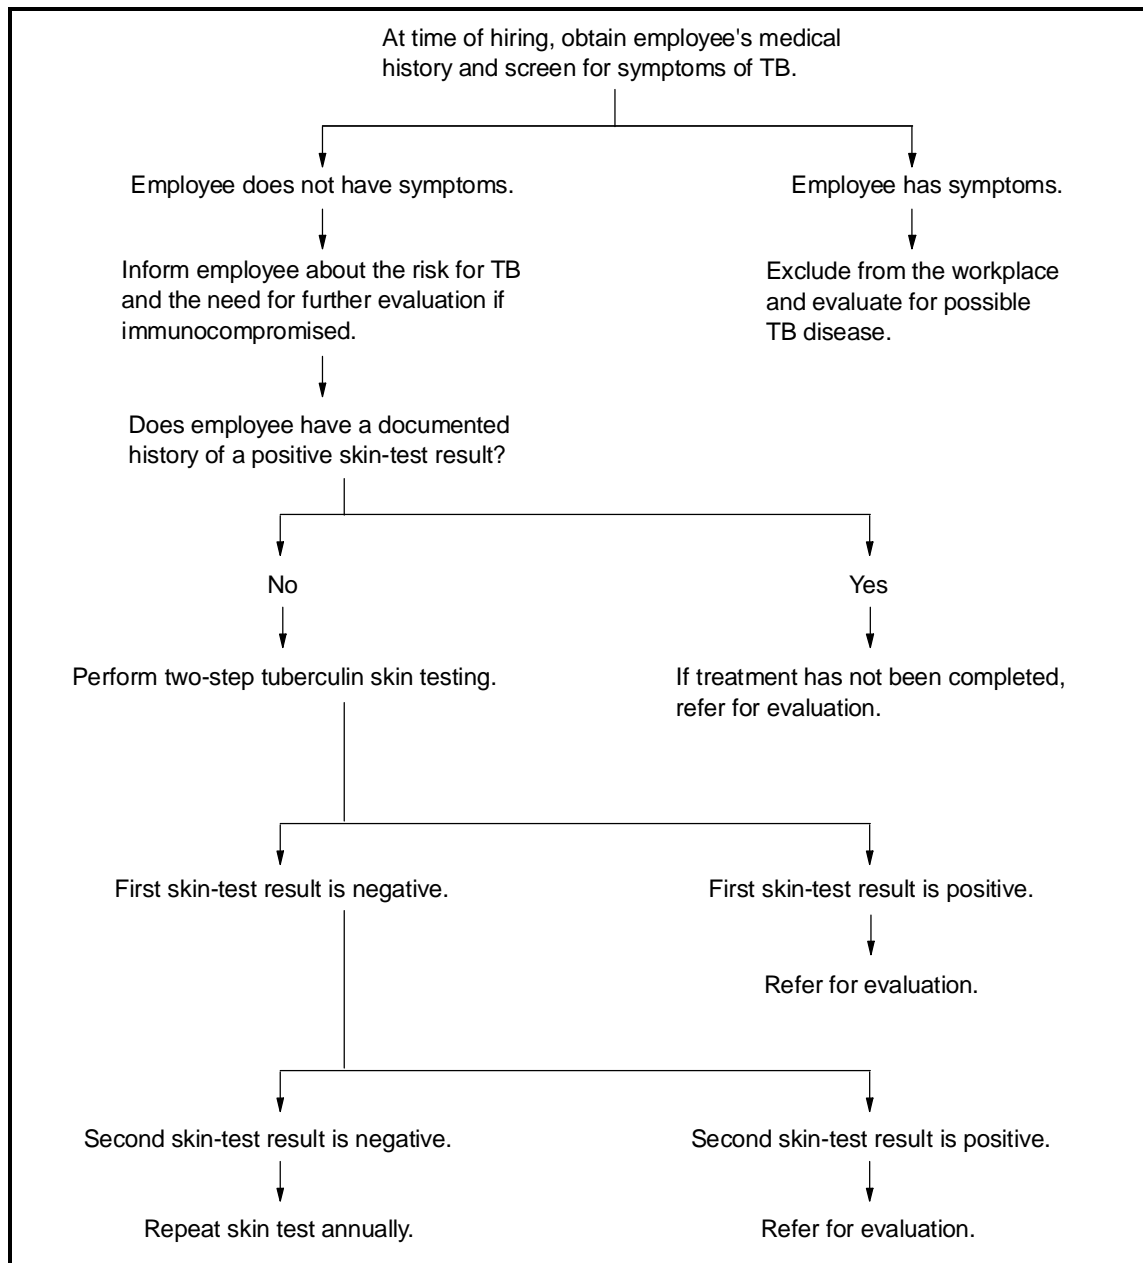 At time of hiring, obtain employee's medical
history and screen for symptoms of TB.
Employee does not have symptoms.
Employee has symptoms.
Inform employee about the risk for TB
and the need for further evaluation if
immunocompromised.
Exclude from the workplace
and evaluate for possible
TB disease.
Does employee have a documented
history of a positive skin-test result?
No
Yes
Perform two-step tuberculin skin testing.
If treatment has not been completed,
refer for evaluation.
First skin-test result is negative.
First skin-test result is positive.
Refer for evaluation.
Second skin-test result is negative.
Second skin-test result is positive.
Repeat skin test annually.
Refer for evaluation.